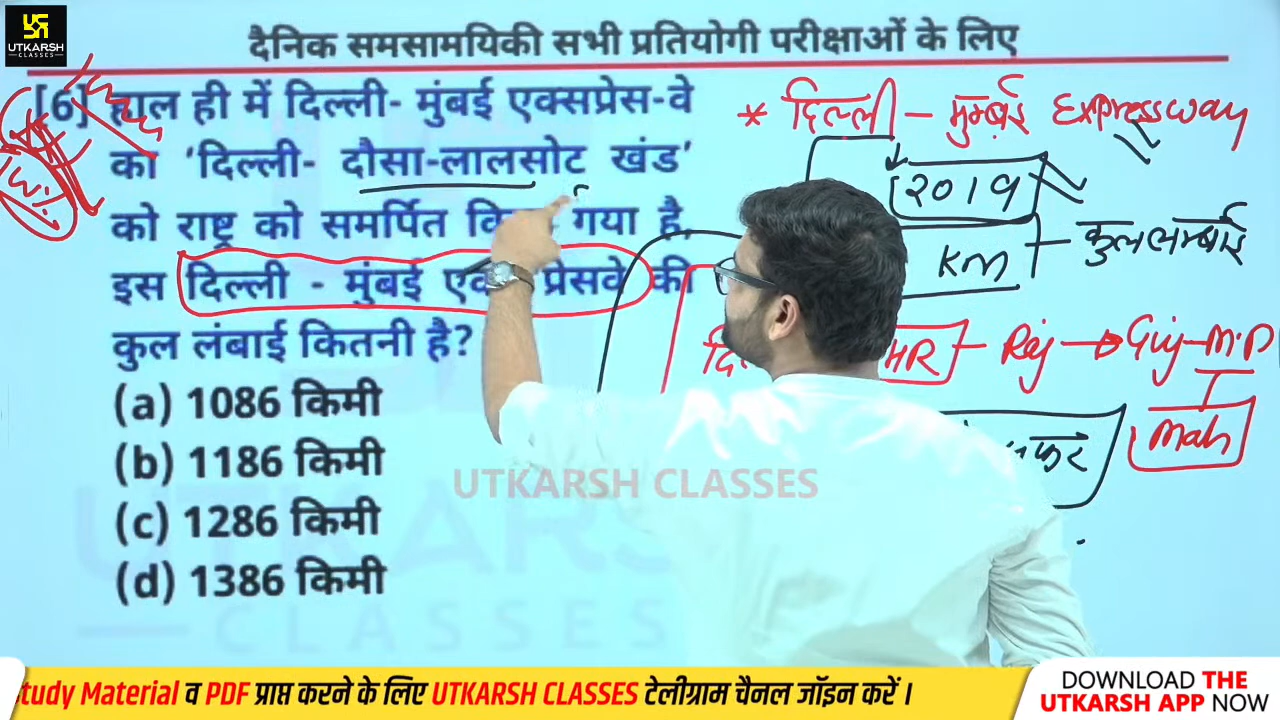 UTKARSH
CLASSES
दैनिक समसामयिकी सभी प्रतियोगी परीक्षाओं के लिए
[6] हाल ही में दिल्ली- मुंबई एक्सप्रेस-वे
को 'दिल्ली- दौसा-लालसोट खंड'
को राष्ट्र को समर्पित गया है,
इस दिल्ली - मुंबई प्रेसवे की
कुल लंबाई कितनी है?
(a) 1086 किमी
(b) 1186 किमी
(c) 1286 किमी
(d) 1386 किमी
* दिल्ली - मुम्बई Expressway
2019
Km - कुल लम्बाई
HR - Raj → Guj - M.P
Mah
UTKARSH CLASSES
CLASSES
Study Material व PDF प्राप्त करने के लिए UTKARSH CLASSES टेलीग्राम चैनल जॉइन करें ।
DOWNLOAD THE
UTKARSH APP NOW